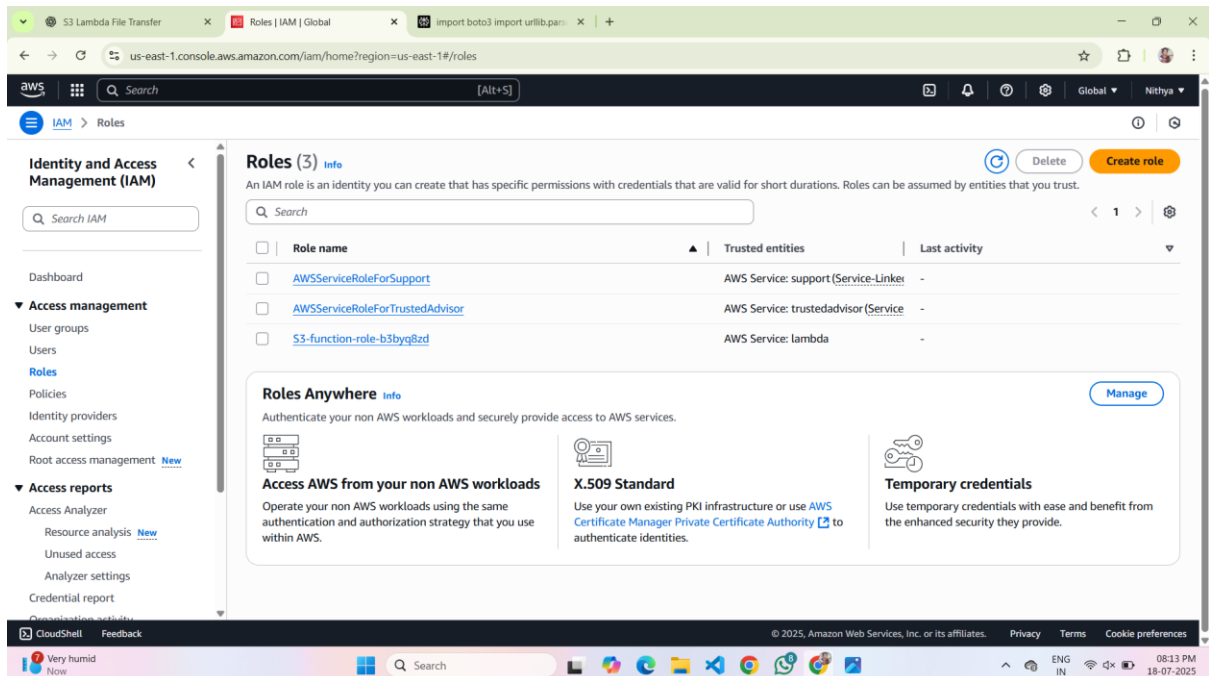 S3 Lambda File Transfer
Roles | IAM | Global
import boto3 import urllib.pars
us-east-1.console.aws.amazon.com/iam/home?region=us-east-1#/roles
aws
Search
[Alt+S]
Global
Nithya
IAM > Roles
Identity and Access
Management (IAM)
Search IAM
Dashboard
Access management
User groups
Users
Roles
Policies
Identity providers
Account settings
Root access management New
Access reports
Access Analyzer
Resource analysis New
Unused access
Analyzer settings
Credential report
Organization activity
Roles (3) Info
Delete
Create role
An IAM role is an identity you can create that has specific permissions with credentials that are valid for short durations. Roles can be assumed by entities that you trust.
Search
1
Role name
Trusted entities
Last activity
AWSServiceRoleForSupport
AWS Service: support (Service-Linked
-
AWSServiceRoleForTrustedAdvisor
AWS Service: trustedadvisor (Service
-
S3-function-role-b3byq8zd
AWS Service: lambda
-
Roles Anywhere Info
Manage
Authenticate your non AWS workloads and securely provide access to AWS services.
Access AWS from your non AWS workloads
Operate your non AWS workloads using the same
authentication and authorization strategy that you use
within AWS.
X.509 Standard
Use your own existing PKI infrastructure or use AWS
Certificate Manager Private Certificate Authority to
authenticate identities.
Temporary credentials
Use temporary credentials with ease and benefit from
the enhanced security they provide.
CloudShell
Feedback
© 2025, Amazon Web Services, Inc. or its affiliates.
Privacy
Terms
Cookie preferences
7
Very humid
Now
Search
8
ENG
IN
08:13 PM
18-07-2025